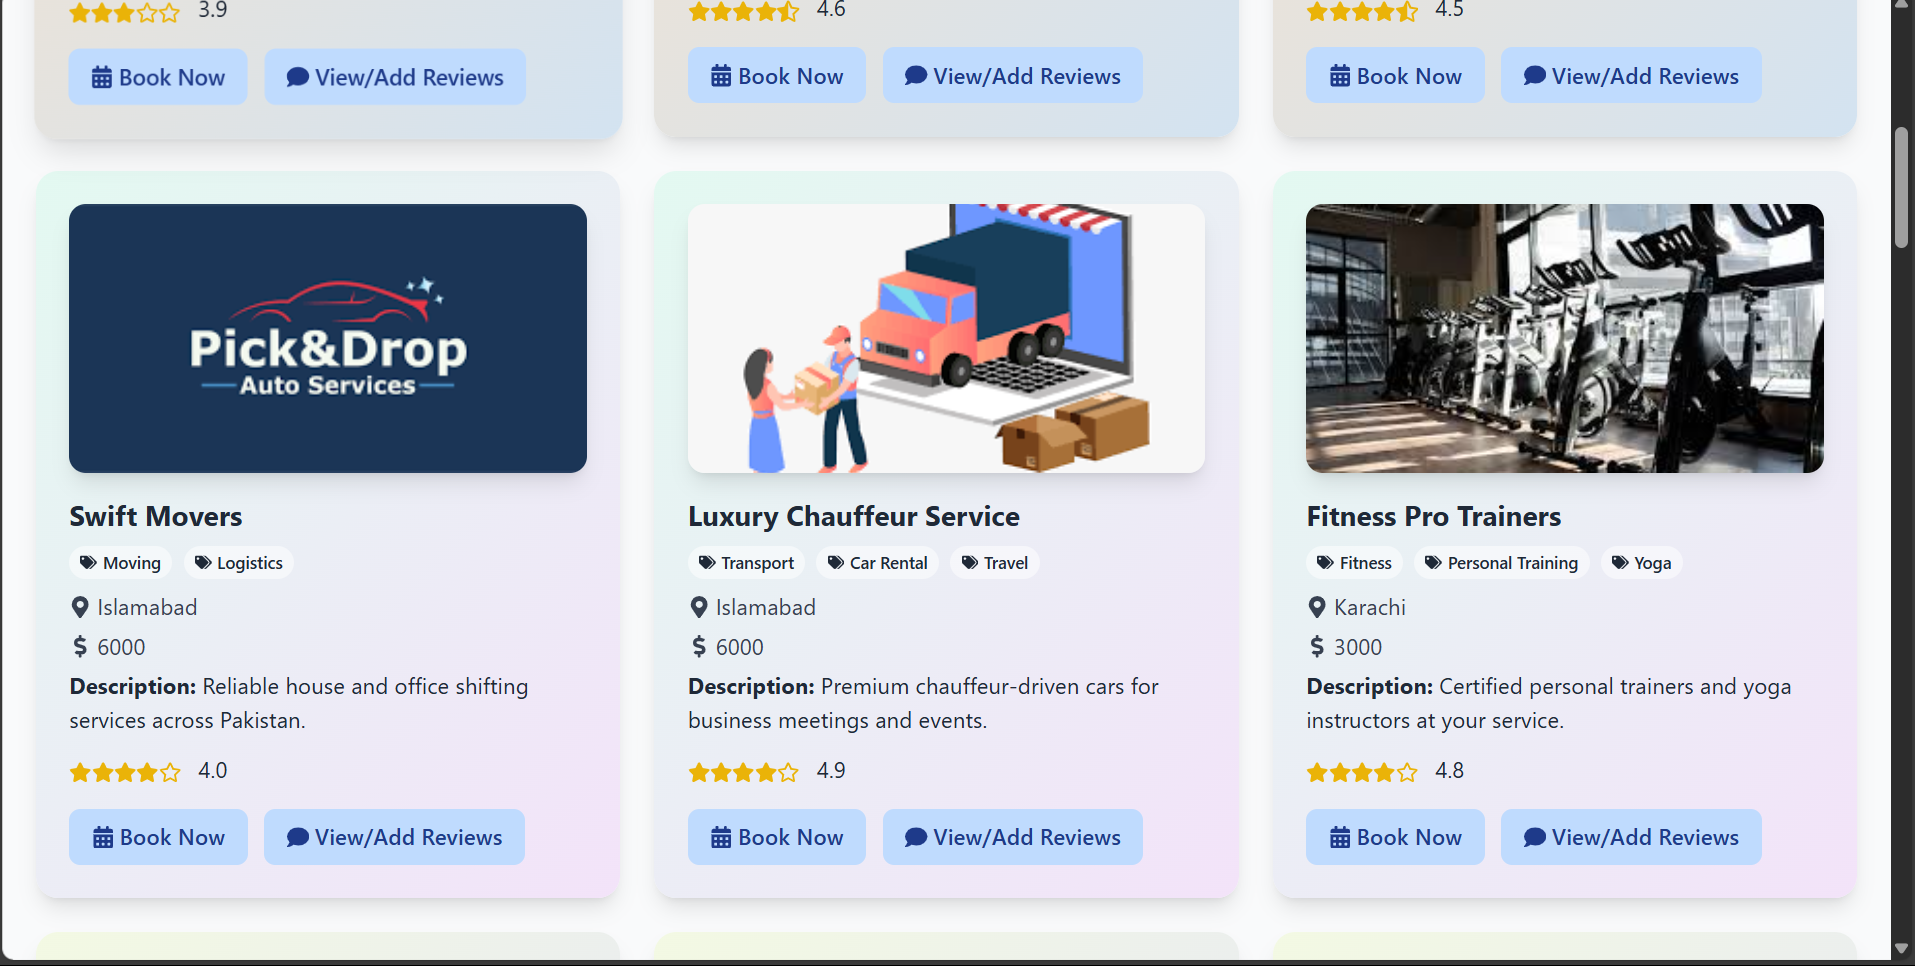 3.9
4.6
4.5
Book Now
View/Add Reviews
Book Now
View/Add Reviews
Book Now
View/Add Reviews
Pick&Drop
Auto Services
Swift Movers
Moving
Logistics
Islamabad
$ 6000
Description: Reliable house and office shifting
services across Pakistan.
4.0
Book Now
View/Add Reviews
Luxury Chauffeur Service
Transport
Car Rental
Travel
Islamabad
$ 6000
Description: Premium chauffeur-driven cars for
business meetings and events.
4.9
Book Now
View/Add Reviews
Fitness Pro Trainers
Fitness
Personal Training
Yoga
Karachi
$ 3000
Description: Certified personal trainers and yoga
instructors at your service.
4.8
Book Now
View/Add Reviews